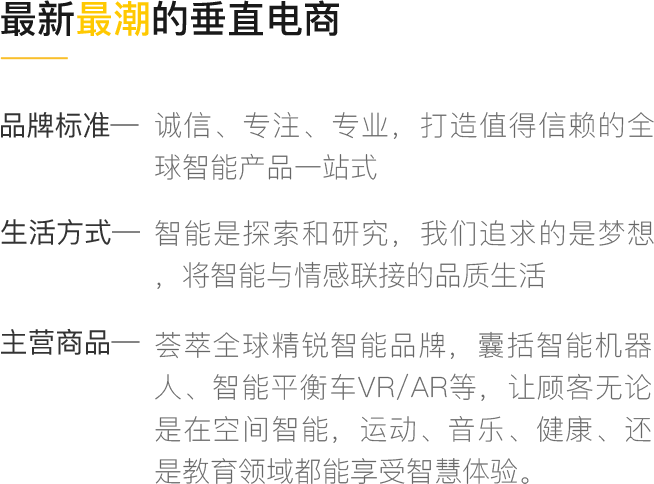 最新最潮的垂直电商
品牌标准— 诚信、专注、专业，打造值得信赖的全
球智能产品一站式
生活方式— 智能是探索和研究，我们追求的是梦想
，将智能与情感联接的品质生活
主营商品— 荟萃全球精锐智能品牌，囊括智能机器
人、智能平衡车VR/AR等，让顾客无论
是在空间智能，运动、音乐、健康、还
是教育领域都能享受智慧体验。